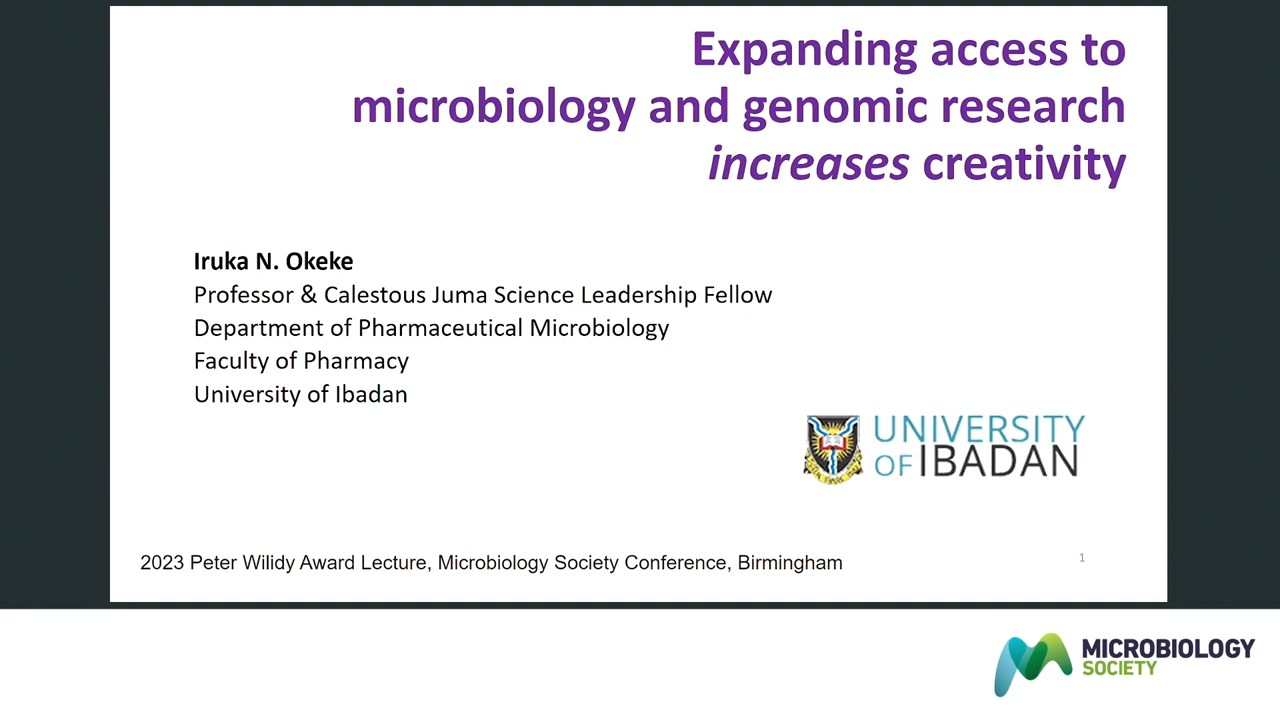 Expanding access to
microbiology and genomic research
increases creativity
Iruka N. Okeke
Professor & Calestous Juma Science Leadership Fellow
Department of Pharmaceutical Microbiology
Faculty of Pharmacy
University of Ibadan
UNIVERSITY
OF IBADAN
2023 Peter Wilidy Award Lecture, Microbiology Society Conference, Birmingham
1
MICROBIOLOGY
SOCIETY